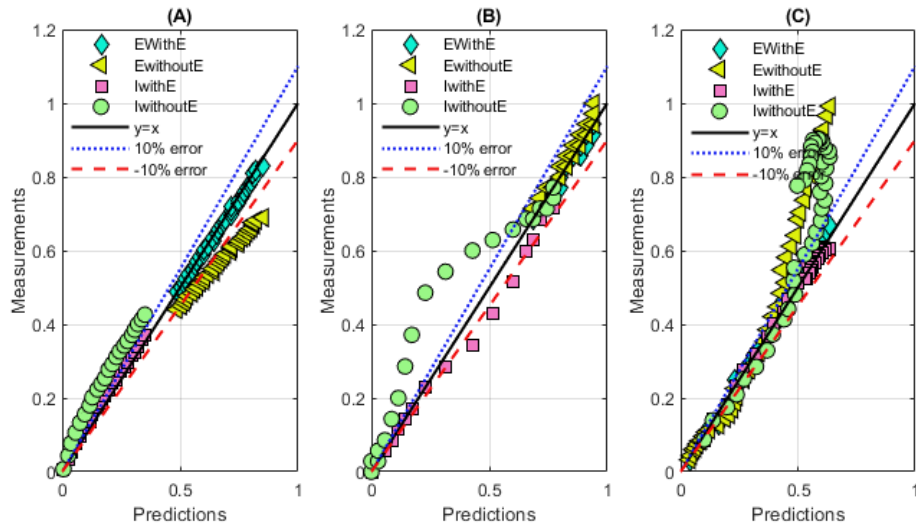 (A)
1.2
1
0.8
0.6
0.4
0.2
0
0
0.5
1
Measurements
Predictions
EWithE
EwithoutE
IwithE
IwithoutE
y=x
10% error
-10% error
(B)
1.2
1
0.8
0.6
0.4
0.2
0
0
0.5
1
Measurements
Predictions
EWithE
EwithoutE
IwithE
IwithoutE
y=x
10% error
-10% error
(C)
1.2
1
0.8
0.6
0.4
0.2
0
0
0.5
1
Measurements
Predictions
EWithE
EwithoutE
IwithE
IwithoutE
y=x
10% error
-10% error